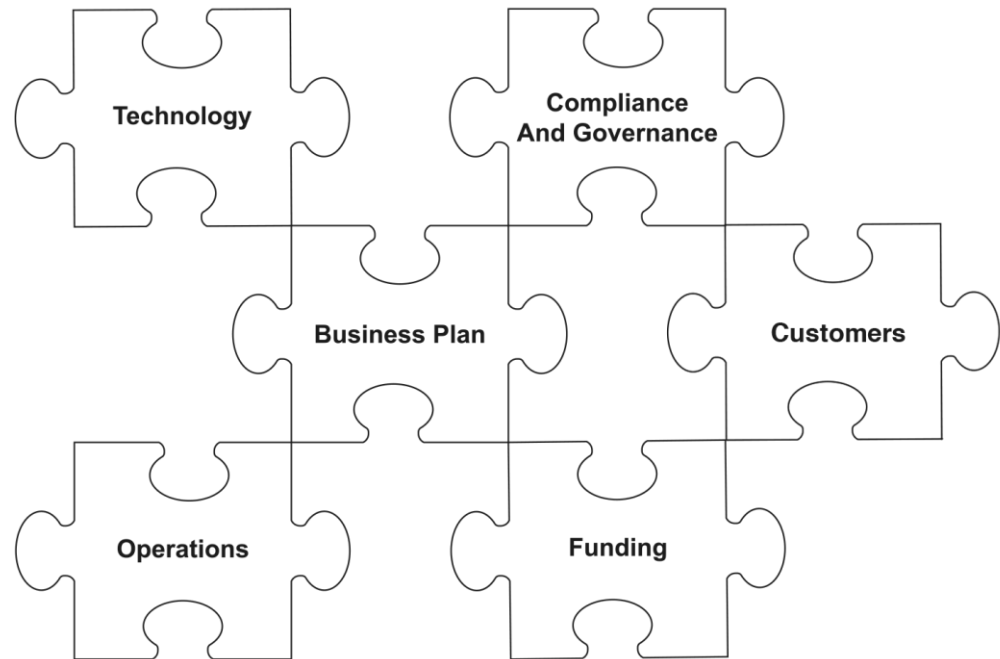 Technology
Compliance
And Governance
Business Plan
Customers
Operations
Funding